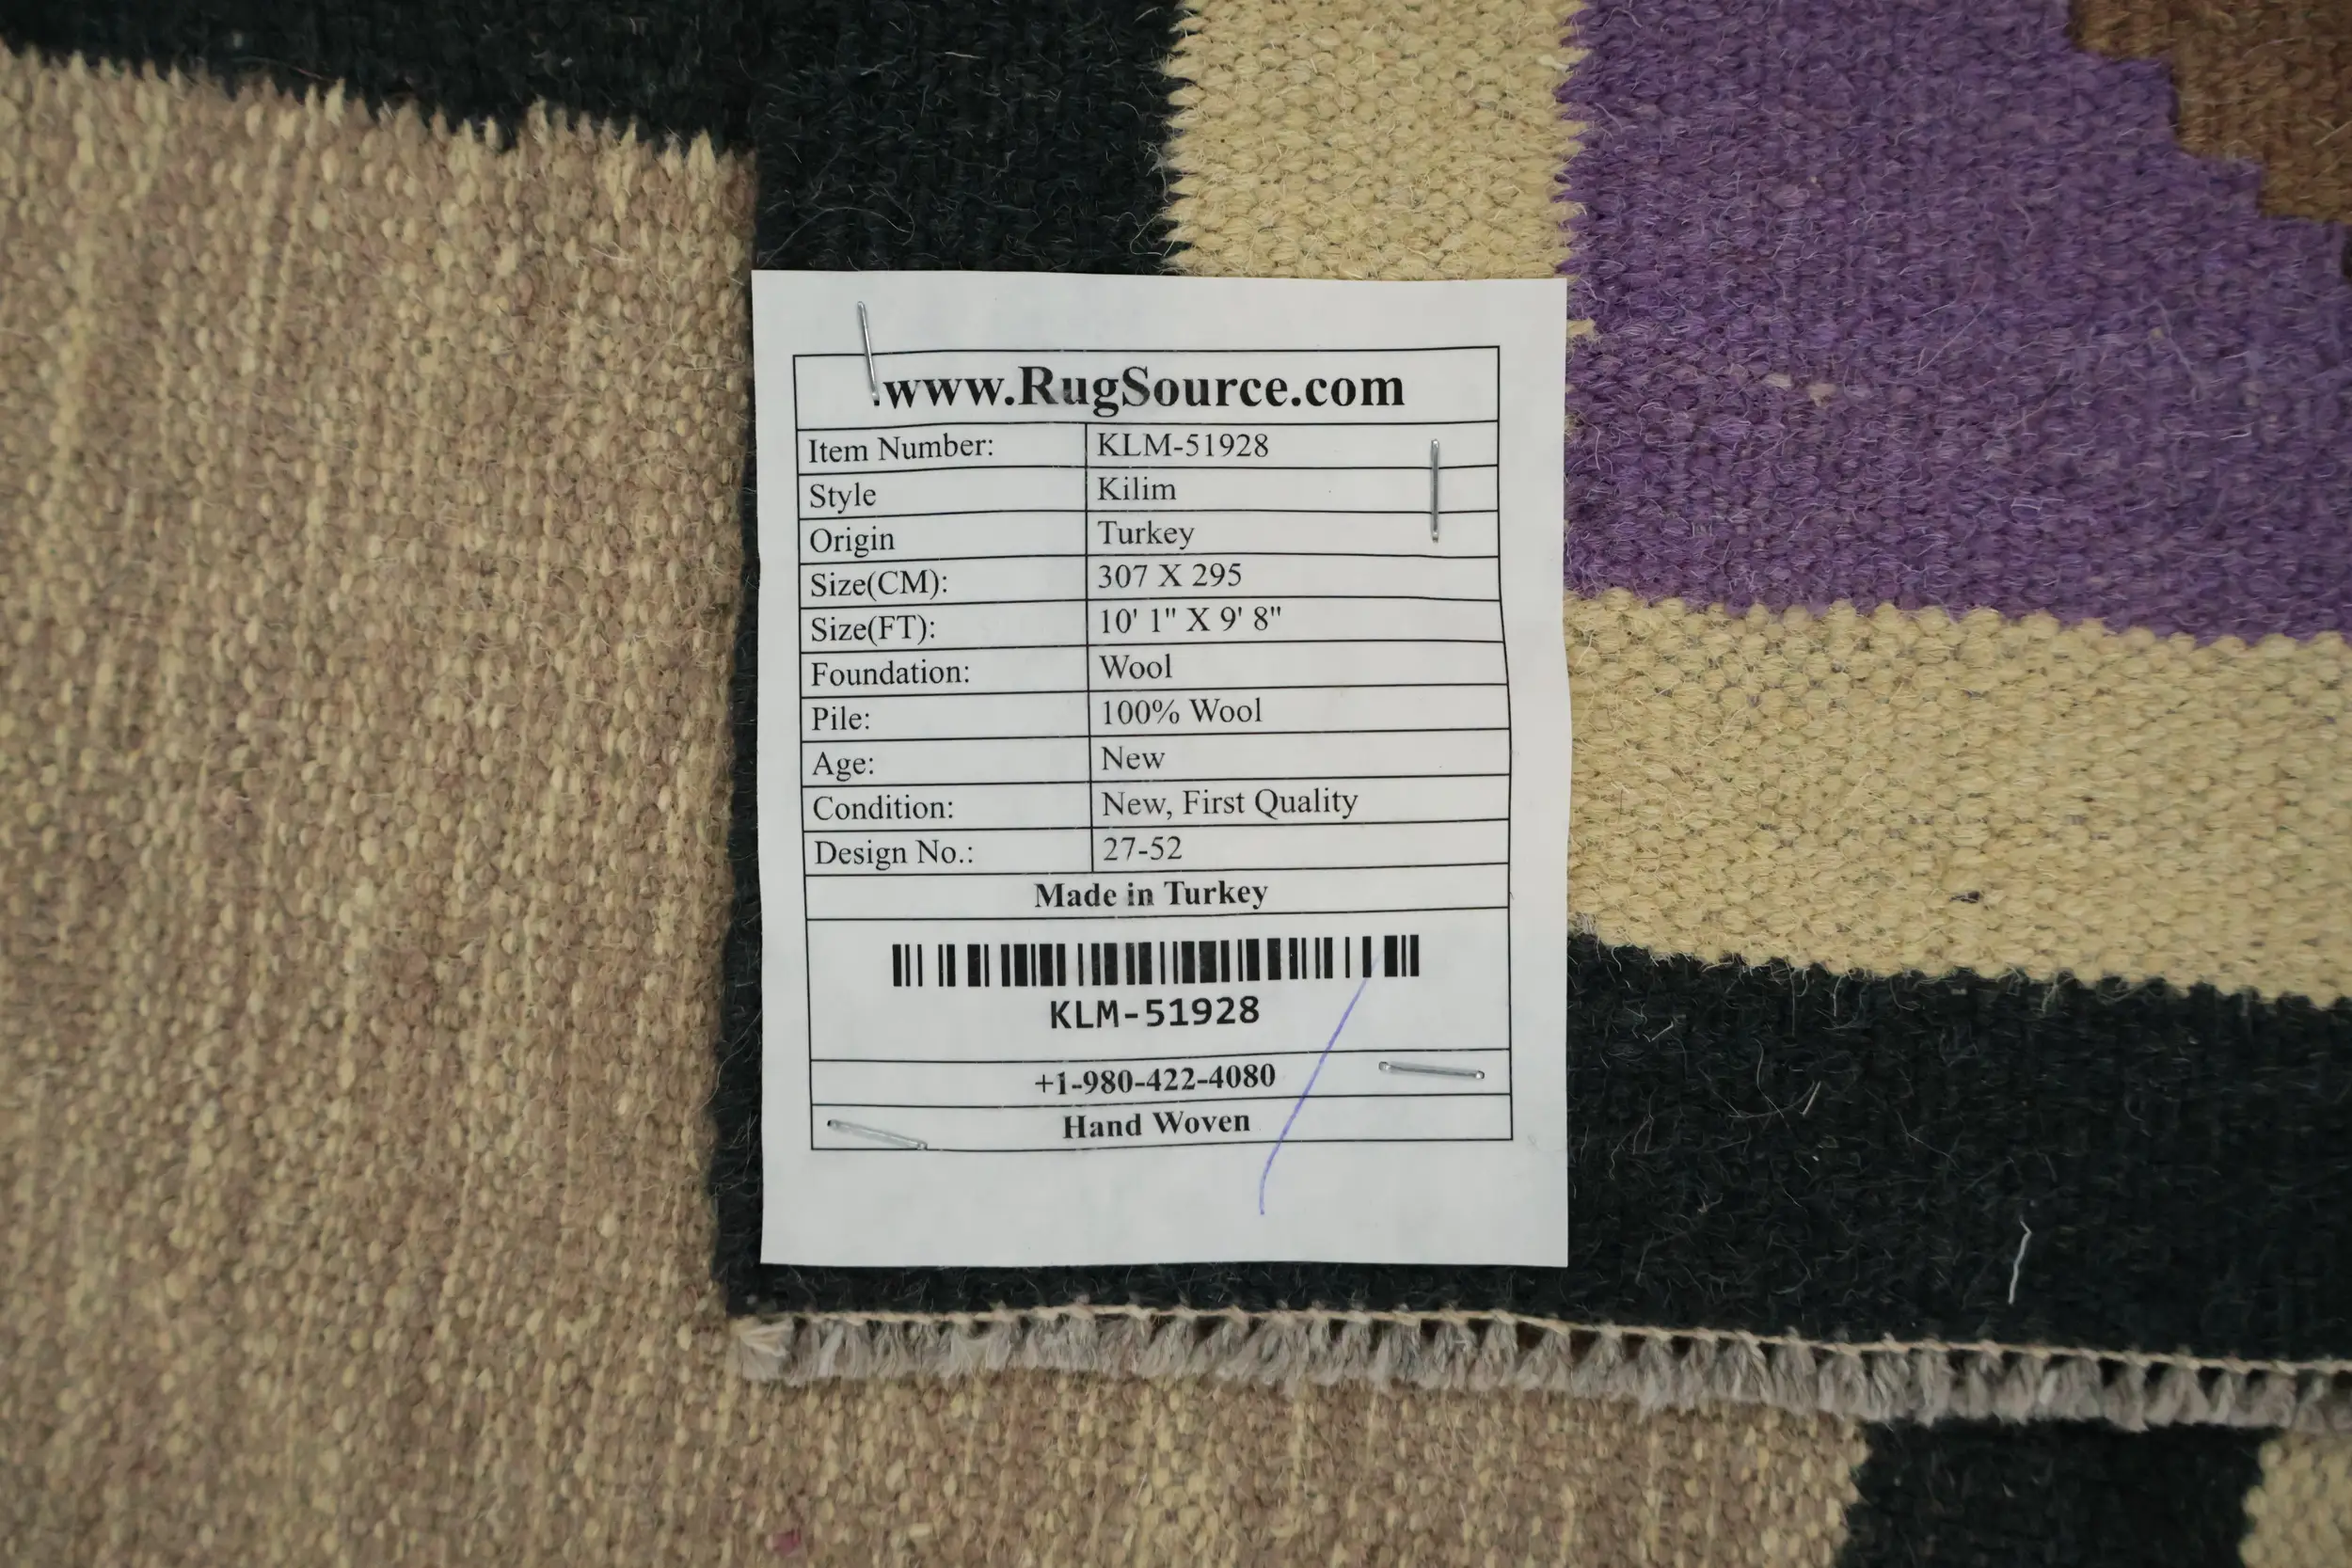 www.RugSource.com
Item Number: KLM-51928
Style Kilim
Origin Turkey
Size(CM): 307 X 295
Size(FT): 10' 1" X 9' 8"
Foundation: Wool
Pile: 100% Wool
Age: New
Condition: New, First Quality
Design No.: 27-52
Made in Turkey
KLM-51928
+1-980-422-4080
Hand Woven